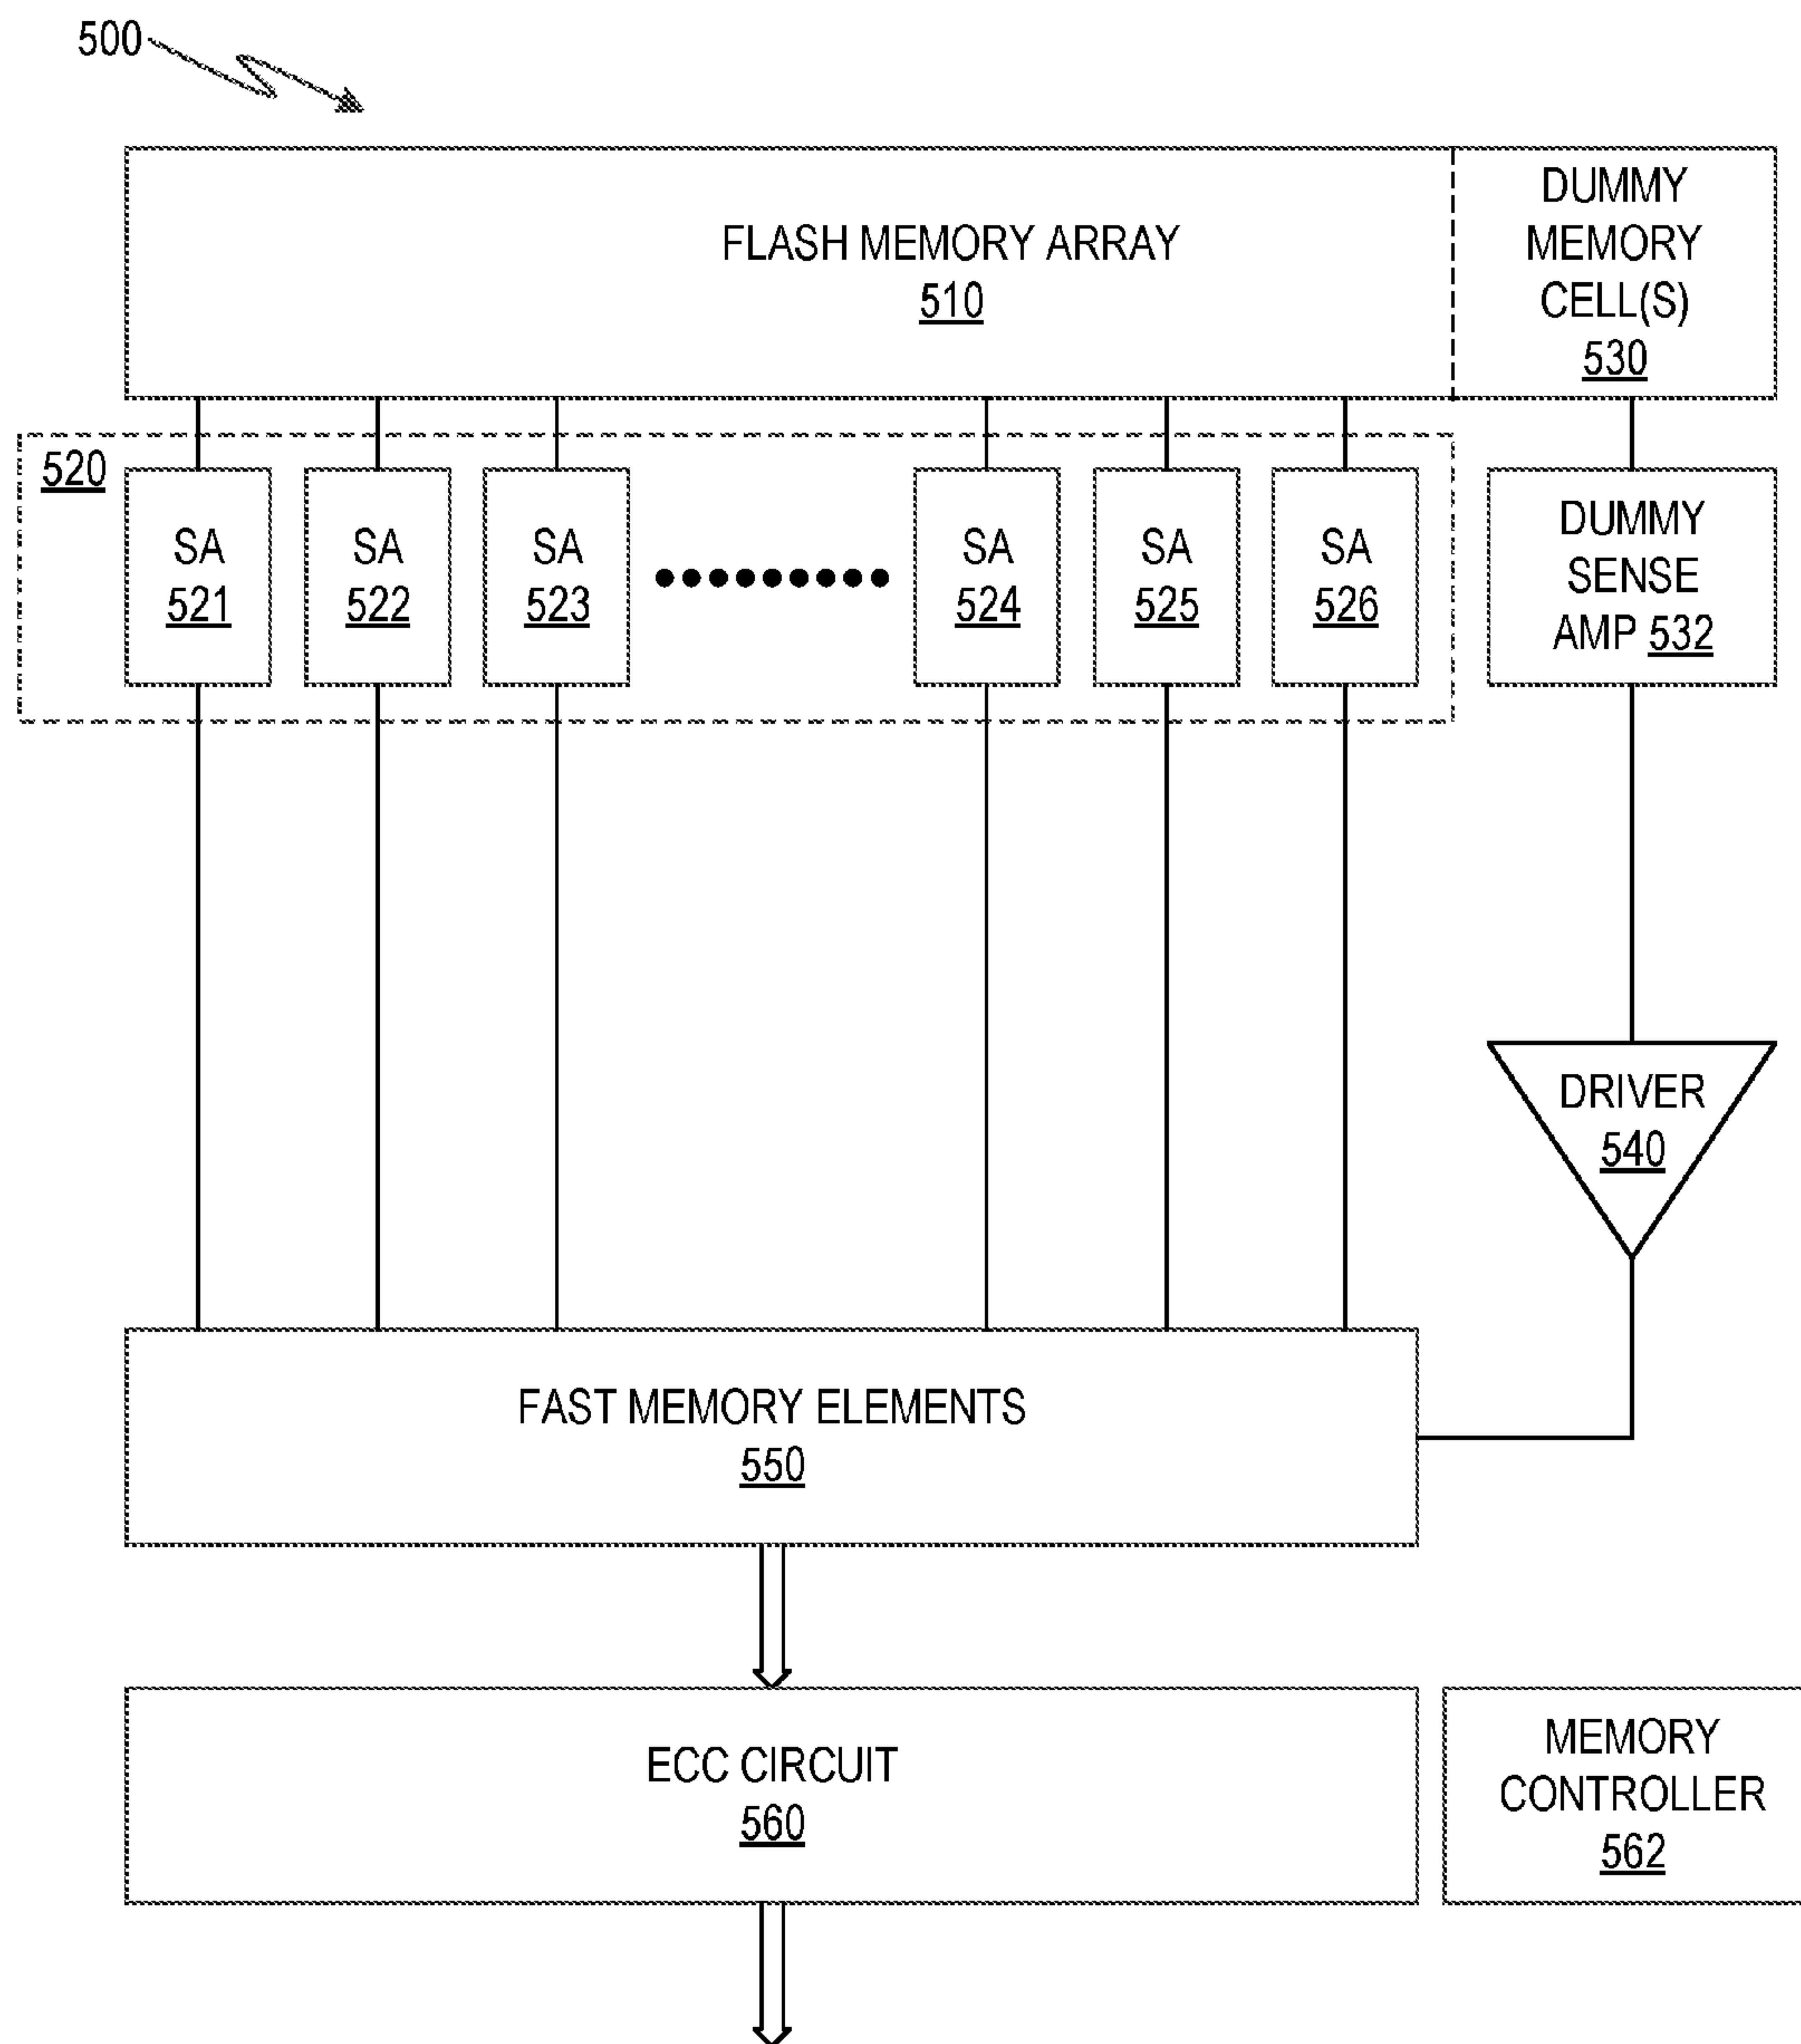 500
FLASH MEMORY ARRAY
510
DUMMY
MEMORY
CELL(S)
530
520
SA
521
SA
522
SA
523
SA
524
SA
525
SA
526
DUMMY
SENSE
AMP 532
DRIVER
540
FAST MEMORY ELEMENTS
550
ECC CIRCUIT
560
MEMORY
CONTROLLER
562